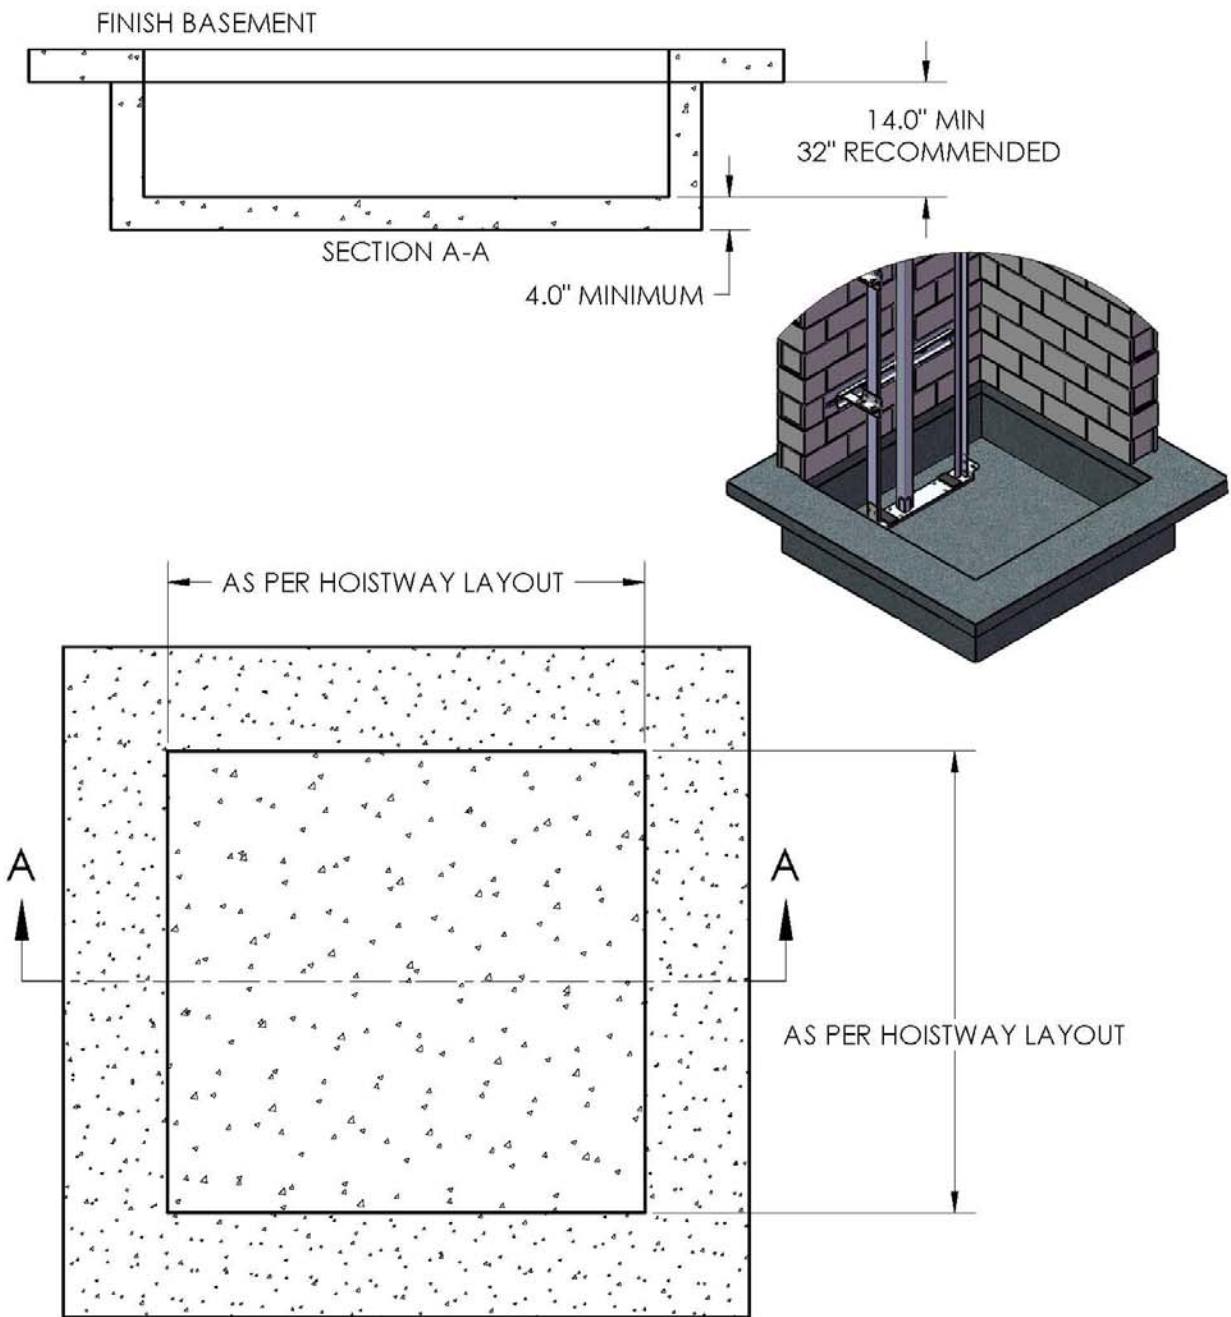 FINISH BASEMENT
14.0" MIN
32" RECOMMENDED
SECTION A-A
4.0" MINIMUM
AS PER HOISTWAY LAYOUT
A
A
AS PER HOISTWAY LAYOUT